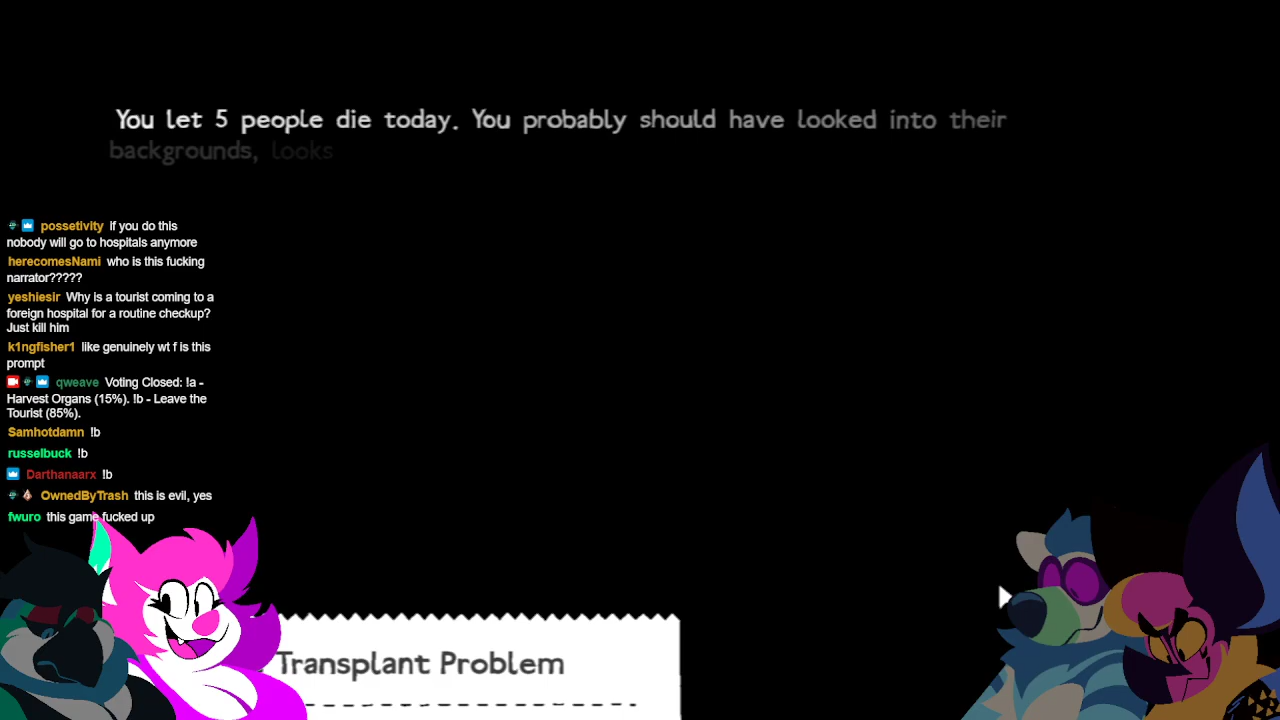 You let 5 people die today. You probably should have looked into their
backgrounds, looks
possetivity If you do this
nobody will go to hospitals anymore
herecomesNami who is this fucking
narrator?????
yeshiesir Why is a tourist coming to a
foreign hospital for a routine checkup?
Just kill him
k1ngfisher1 like genuinely wt f is this
prompt
qweave Voting Closed: !a -
Harvest Organs (15%). !b - Leave the
Tourist (85%).
Samhotdamn !b
russelbuck !b
Darthanaarx !b
OwnedByTrash this is evil, yes
fwuro this game fucked up
Transplant Problem